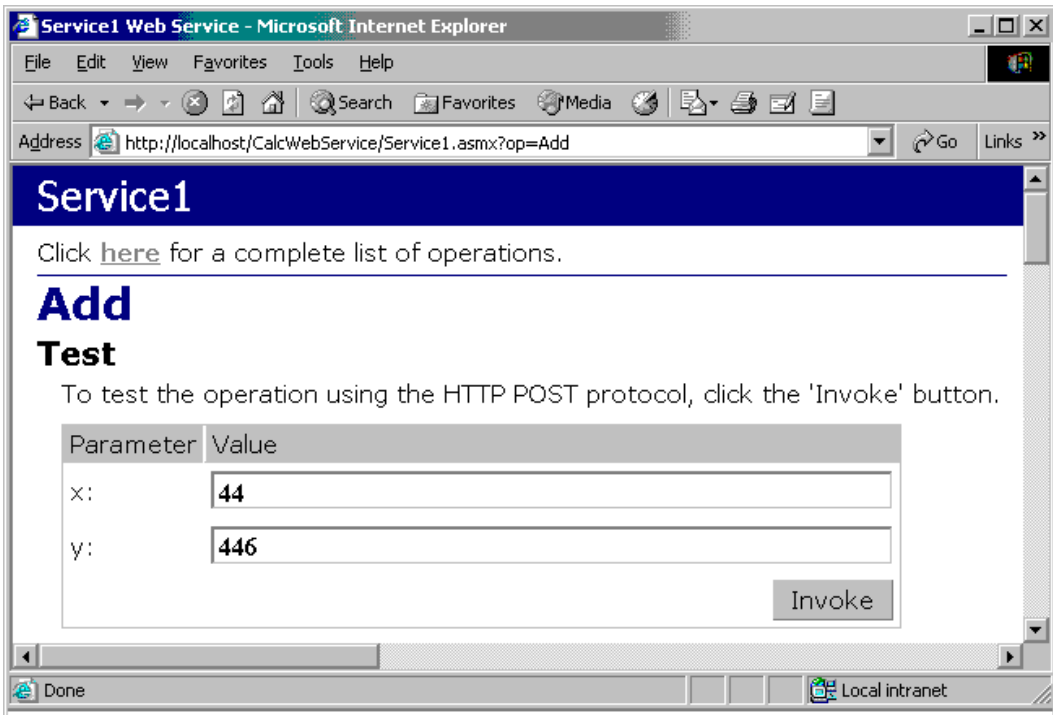 Service1 Web Service - Microsoft Internet Explorer
File Edit View Favorites Tools Help
Back Search Favorites Media
Address http://localhost/CalcWebService/Service1.asmx?op=Add Go Links »
Service1
Click here for a complete list of operations.
Add
Test
To test the operation using the HTTP POST protocol, click the 'Invoke' button.
Parameter Value
x: 44
y: 446
Invoke
Done Local intranet